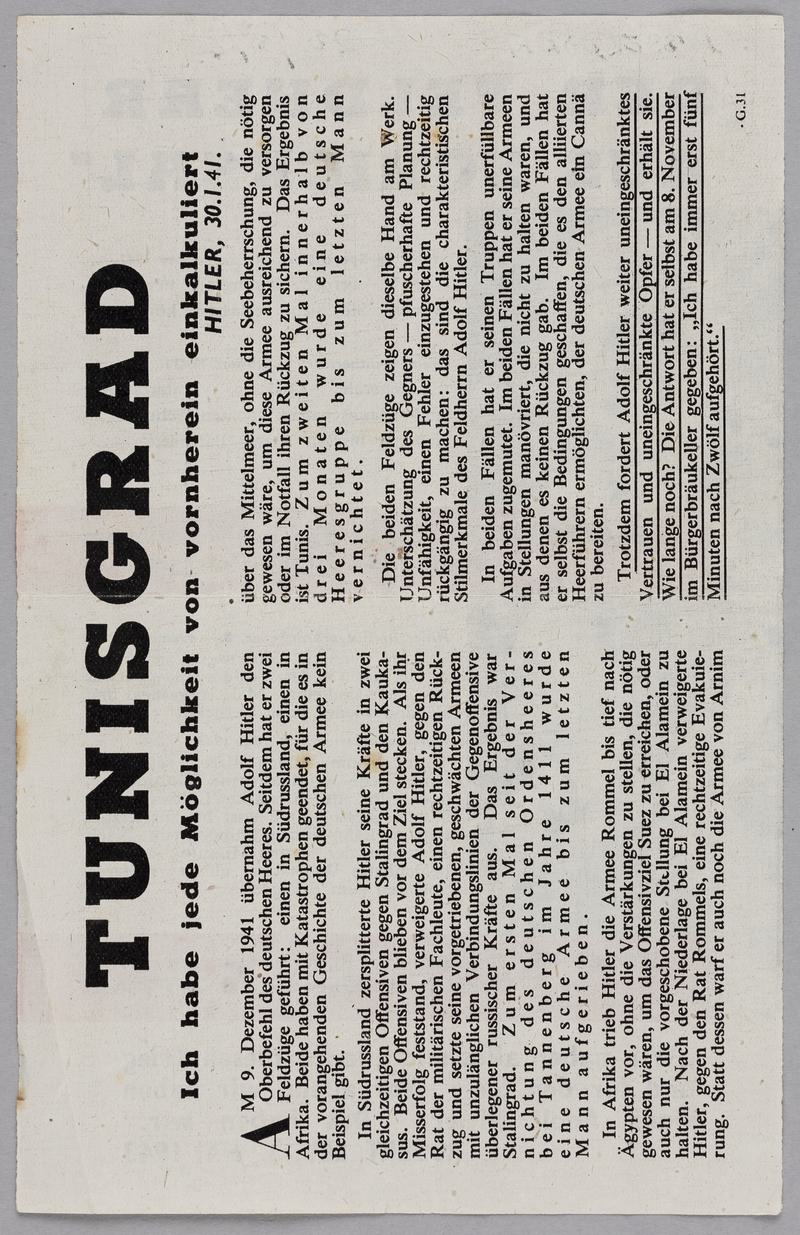 TUNISGRAD
Ich habe jede Möglichkeit von vornherein einkalkuliert
HITLER, 30.1.41.
AM 9. Dezember 1941 übernahm Adolf Hitler den
Oberbefehl des deutschen Heeres. Seitdem hat er zwei
Feldzüge geführt: einen in Südrussland, einen in
Afrika. Beide haben mit Katastrophen geendet, für die es in
der vorangehenden Geschichte der deutschen Armee kein
Beispiel gibt.
In Südrussland zersplitterte Hitler seine Kräfte in zwei
gleichzeitigen Offensiven gegen Stalingrad und den Kauka-
sus. Beide Offensiven blieben vor dem Ziel stecken. Als ihr
Misserfolg feststand, verweigerte Adolf Hitler, gegen den
Rat der militärischen Fachleute, einen rechtzeitigen Rück-
zug und setzte seine vorgetriebenen, geschwächten Armeen
mit unzulänglichen Verbindungslinien der Gegenoffensive
überlegener russischer Kräfte aus. Das Ergebnis war
Stalingrad. Zum ersten Mal seit der Ver-
nichtung des deutschen Ordensheeres
bei Tannenberg im Jahre 1411 wurde
eine deutsche Armee bis zum letzten
Mann aufgerieben.
In Afrika trieb Hitler die Armee Rommel bis tief nach
Ägypten vor, ohne die Verstärkungen zu stellen, die nötig
gewesen wären, um das Offensivziel Suez zu erreichen, oder
auch nur die vorgeschobene Stellung bei El Alamein zu
halten. Nach der Niederlage bei El Alamein verweigerte
Hitler, gegen den Rat Rommels, eine rechtzeitige Evakuie-
rung. Statt dessen warf er auch noch die Armee von Arnim
über das Mittelmeer, ohne die Seebeherrschung, die nötig
gewesen wäre, um diese Armee ausreichend zu versorgen
oder im Notfall ihren Rückzug zu sichern. Das Ergebnis
ist Tunis. Zum zweiten Mal innerhalb von
drei Monaten wurde eine deutsche
Heeresgruppe bis zum letzten Mann
vernichtet.
Die beiden Feldzüge zeigen dieselbe Hand am Werk.
Unterschätzung des Gegners — pfuscherhafte Planung —
Unfähigkeit, einen Fehler einzugestehen und rechtzeitig
rückgängig zu machen: das sind die charakteristischen
Stilmerkmale des Feldherrn Adolf Hitler.
In beiden Fällen hat er seinen Truppen unerfüllbare
Aufgaben zugemutet. Im beiden Fällen hat er seine Armeen
in Stellungen manövriert, die nicht zu halten waren, und
aus denen es keinen Rückzug gab. Im beiden Fällen hat
er selbst die Bedingungen geschaffen, die es den alliierten
Heerführern ermöglichten, der deutschen Armee ein Cannä
zu bereiten.
Trotzdem fordert Adolf Hitler weiter uneingeschränktes
Vertrauen und uneingeschränkte Opfer — und erhält sie.
Wie lange noch? Die Antwort hat er selbst am 8. November
im Bürgerbräukeller gegeben: „Ich habe immer erst fünf
Minuten nach Zwölf aufgehört.“
G.31